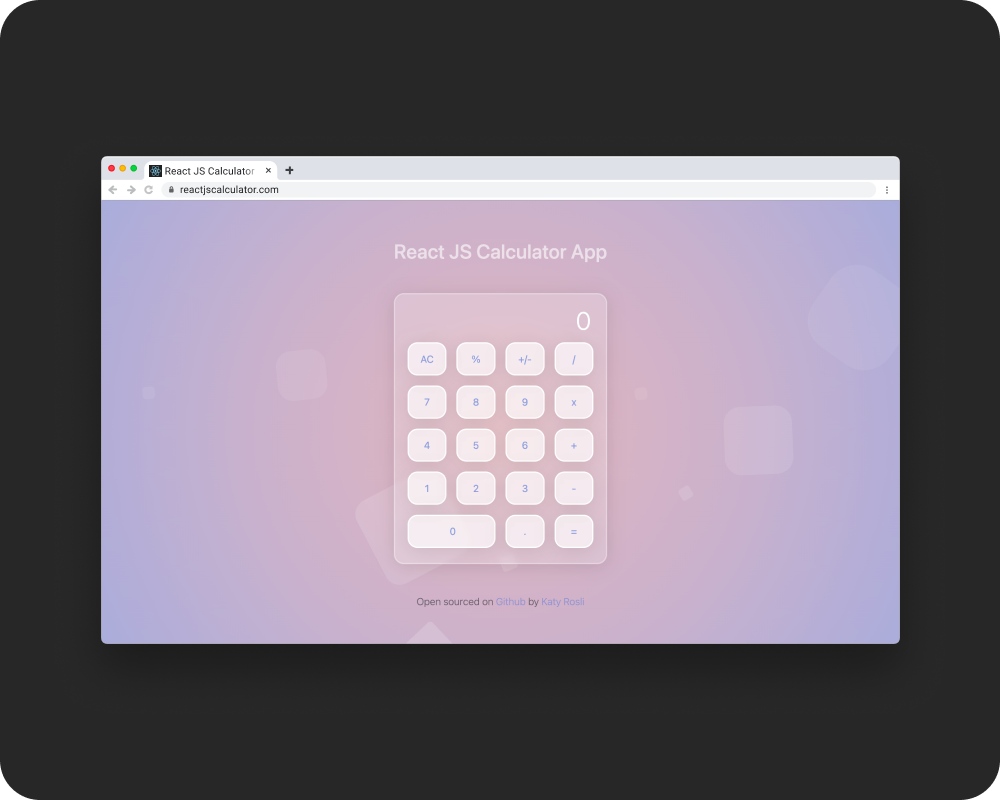 React JS Calculator
reactjscalculator.com
React JS Calculator App
0
AC % +/- /
7 8 9 x
4 5 6 +
1 2 3 -
0 . =
Open sourced on Github by Katy Rosli